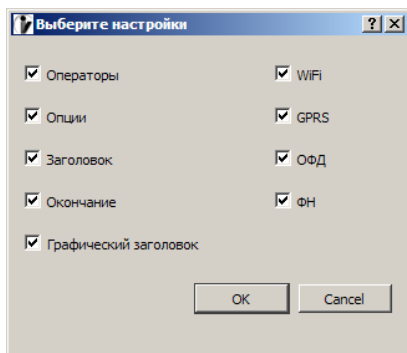 Выберите настройки
Операторы WiFi
Опции GPRS
Заголовок ОФД
Окончание ФН
Графический заголовок
OK Cancel